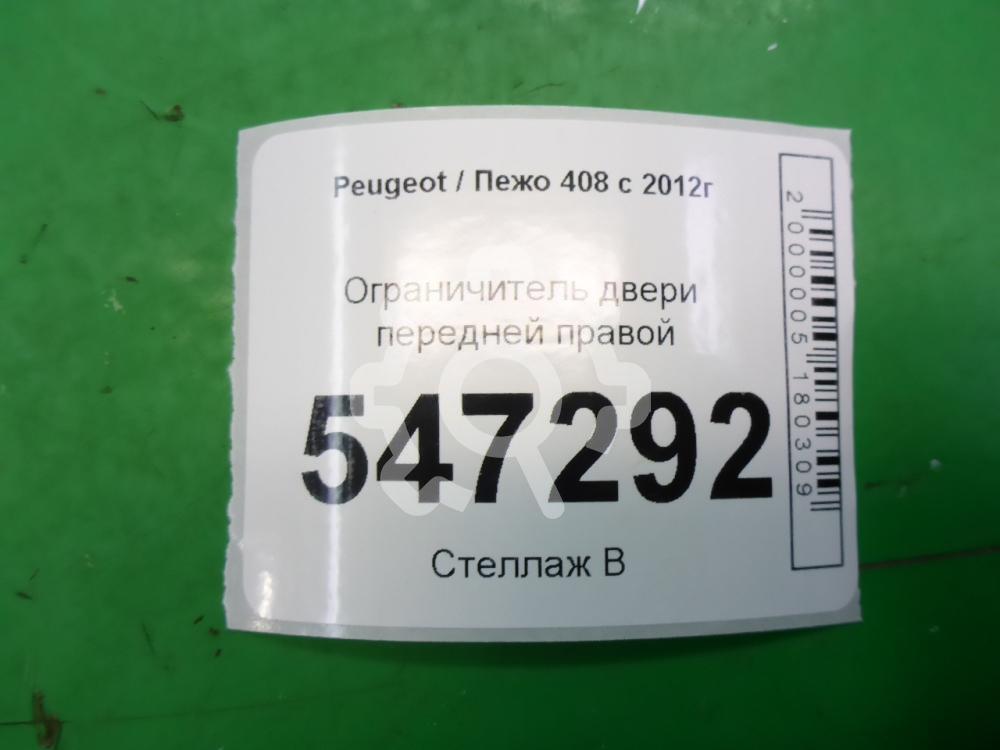 Peugeot / Пежо 408 с 2012г
Ограничитель двери
передней правой
547292
Стеллаж В
2000005180309